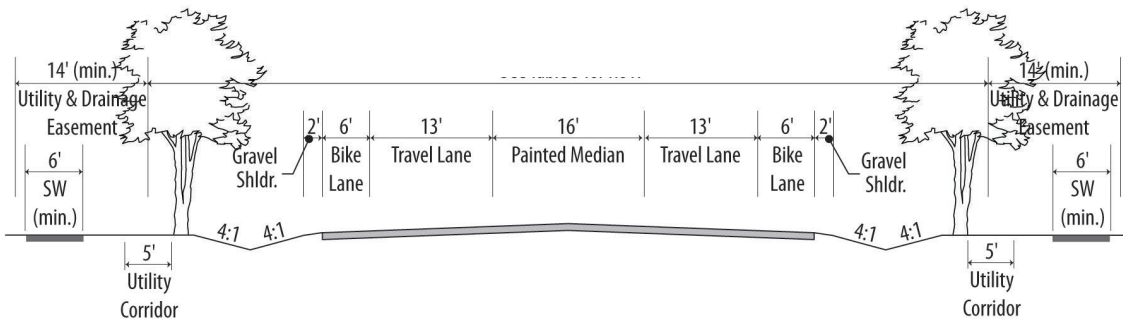 14' (min.)
Utility & Drainage
Easement
6'
SW
(min.)
5'
Utility
Corridor
4:1
4:1
Gravel
Shldr.
2'
6'
Bike
Lane
13'
Travel Lane
16'
Painted Median
13'
Travel Lane
6'
Bike
Lane
2'
Gravel
Shldr.
4:1
4:1
14' (min.)
Utility & Drainage
Easement
6'
SW
(min.)
5'
Utility
Corridor